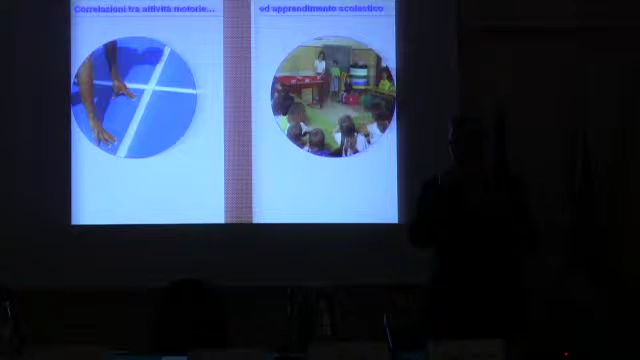 Correlazioni tra attività motorie...
ed apprendimento scolastico